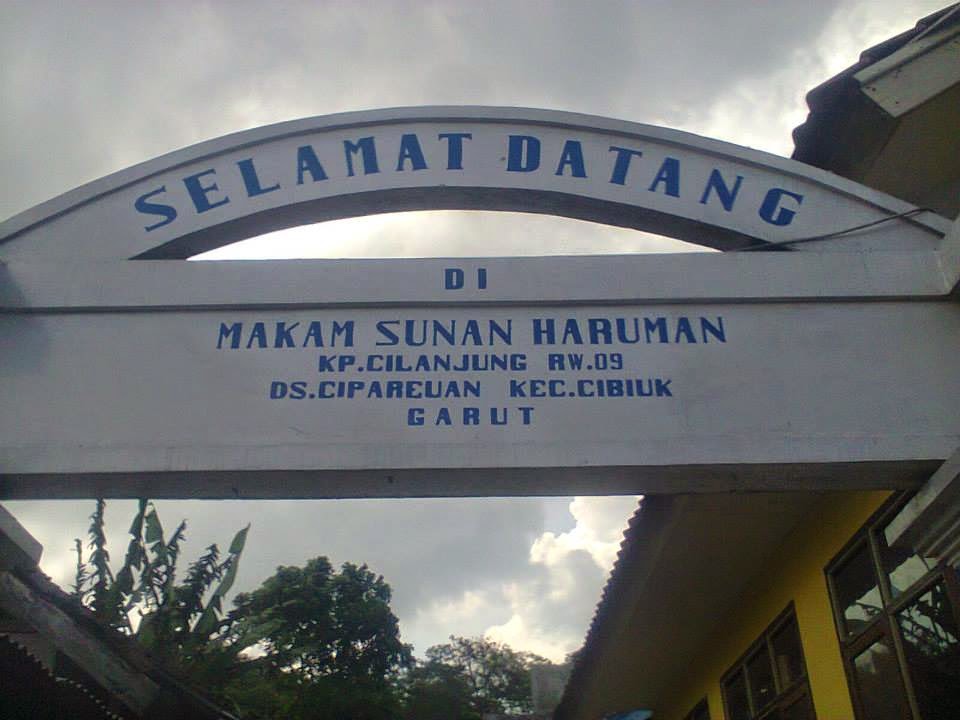 SELAMAT DATANG
DI
MAKAM SUNAN HARUMAN
KP.CILANJUNG RW.09
DS.CIPAREUAN KEC.CIBIUK
GARUT